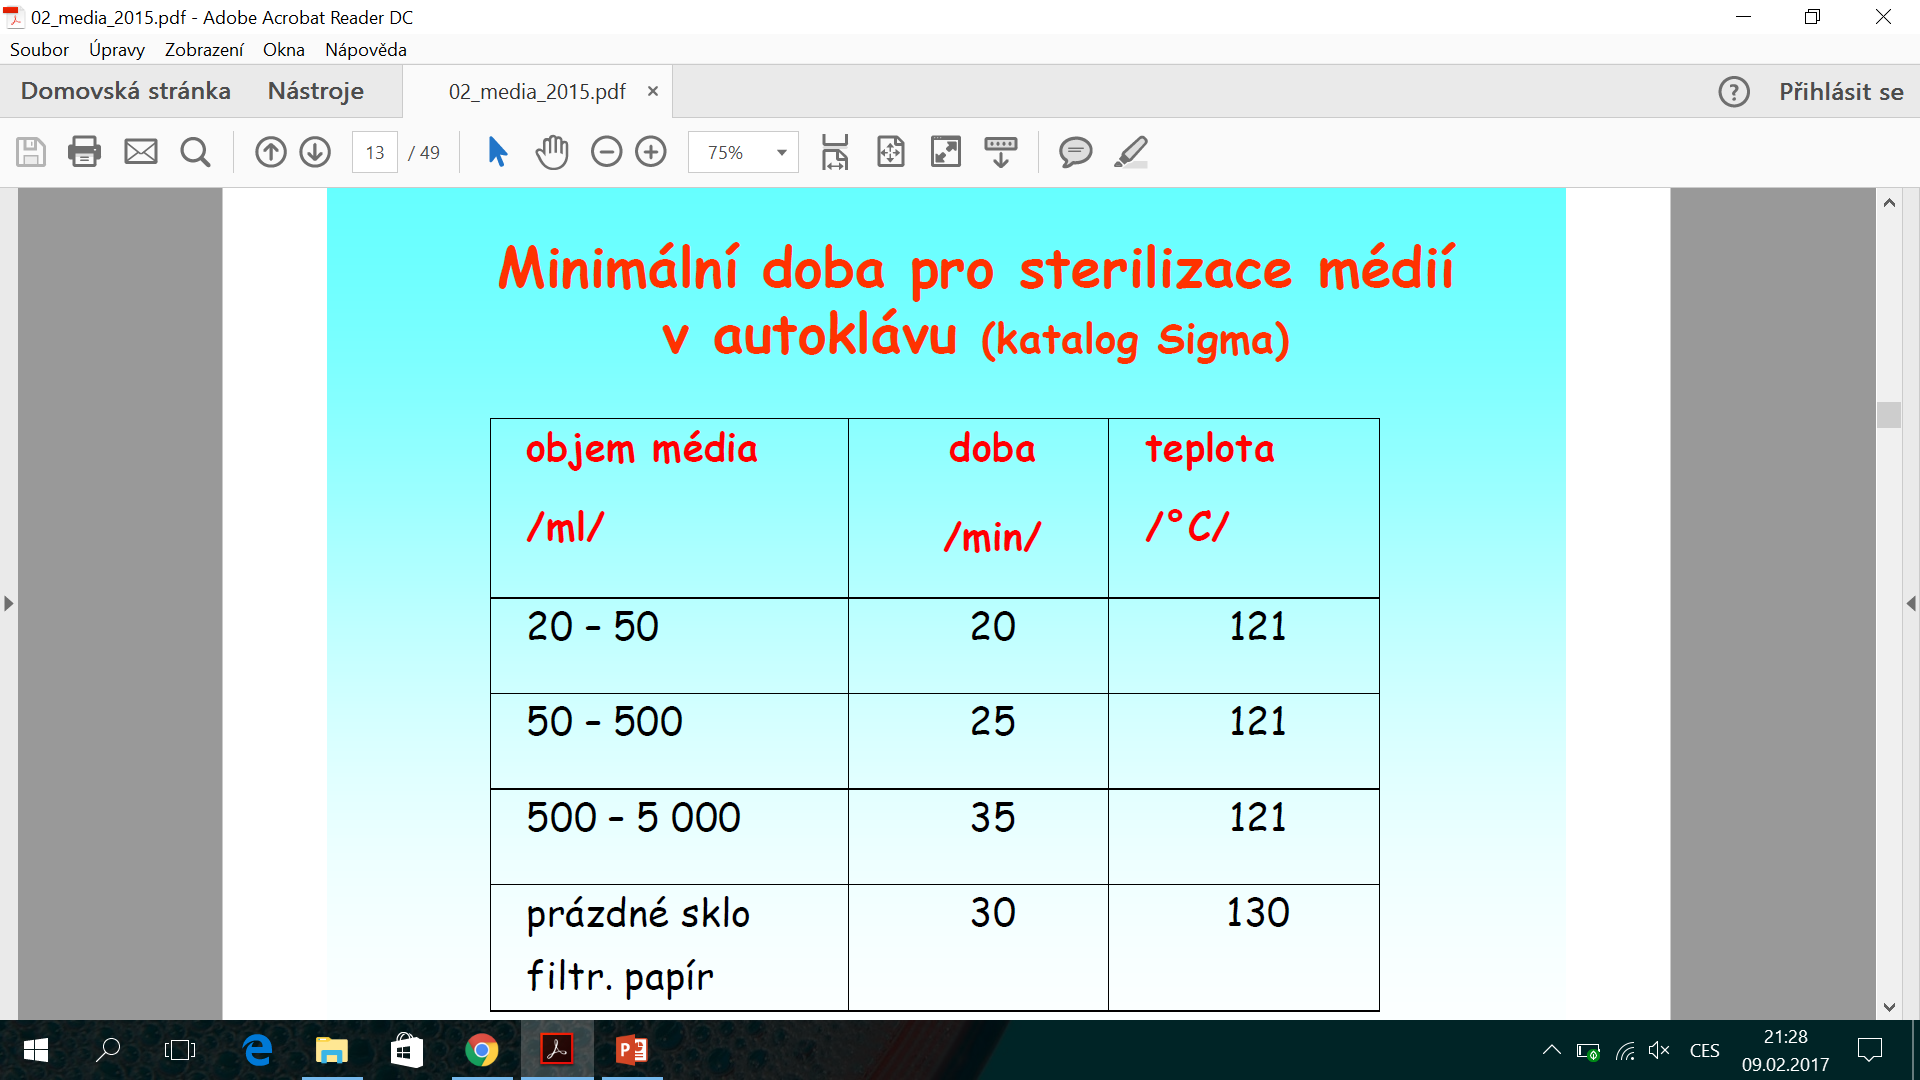 02_media_2015.pdf - Adobe Acrobat Reader DC
Soubor Úpravy Zobrazení Okna Nápověda
Domovská stránka Nástroje 02_media_2015.pdf × ? Přihlásit se
13 / 49 75%
Minimální doba pro sterilizace médií
v autoklávu (katalog Sigma)
objem média doba teplota
/ml/ /min/ /°C/
20 – 50 20 121
50 – 500 25 121
500 – 5 000 35 121
prázdné sklo 30 130
filtr. papír
CES 21:28
09.02.2017